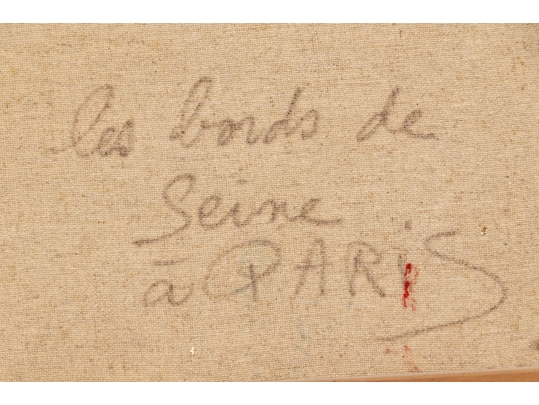 les bords de
Seine
à PARiS